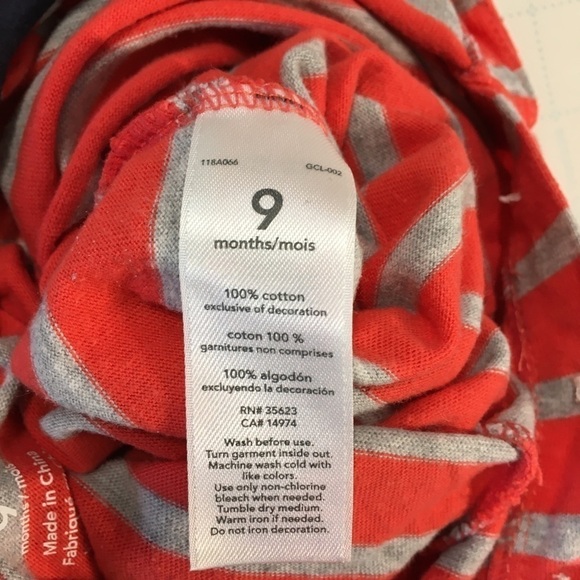 118A066 GCL-002
9
months/mois
100% cotton
exclusive of decoration
coton 100 %
garnitures non comprises
100% algodón
excluyendo la decoración
RN# 35623
CA# 14974
Wash before use.
Turn garment inside out.
Machine wash cold with
like colors.
Use only non-chlorine
bleach when needed.
Tumble dry medium.
Warm iron if needed.
Do not iron decoration.
9
months / mois
Made in China
Fabriqué